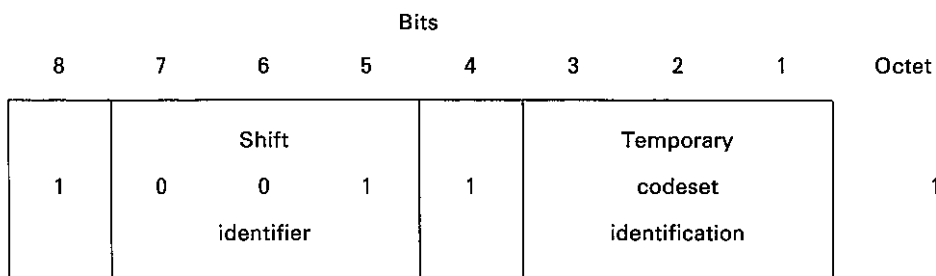 Bits
8 7 6 5 4 3 2 1 Octet
Shift Temporary
1 0 0 1 1 codeset 1
identifier identification